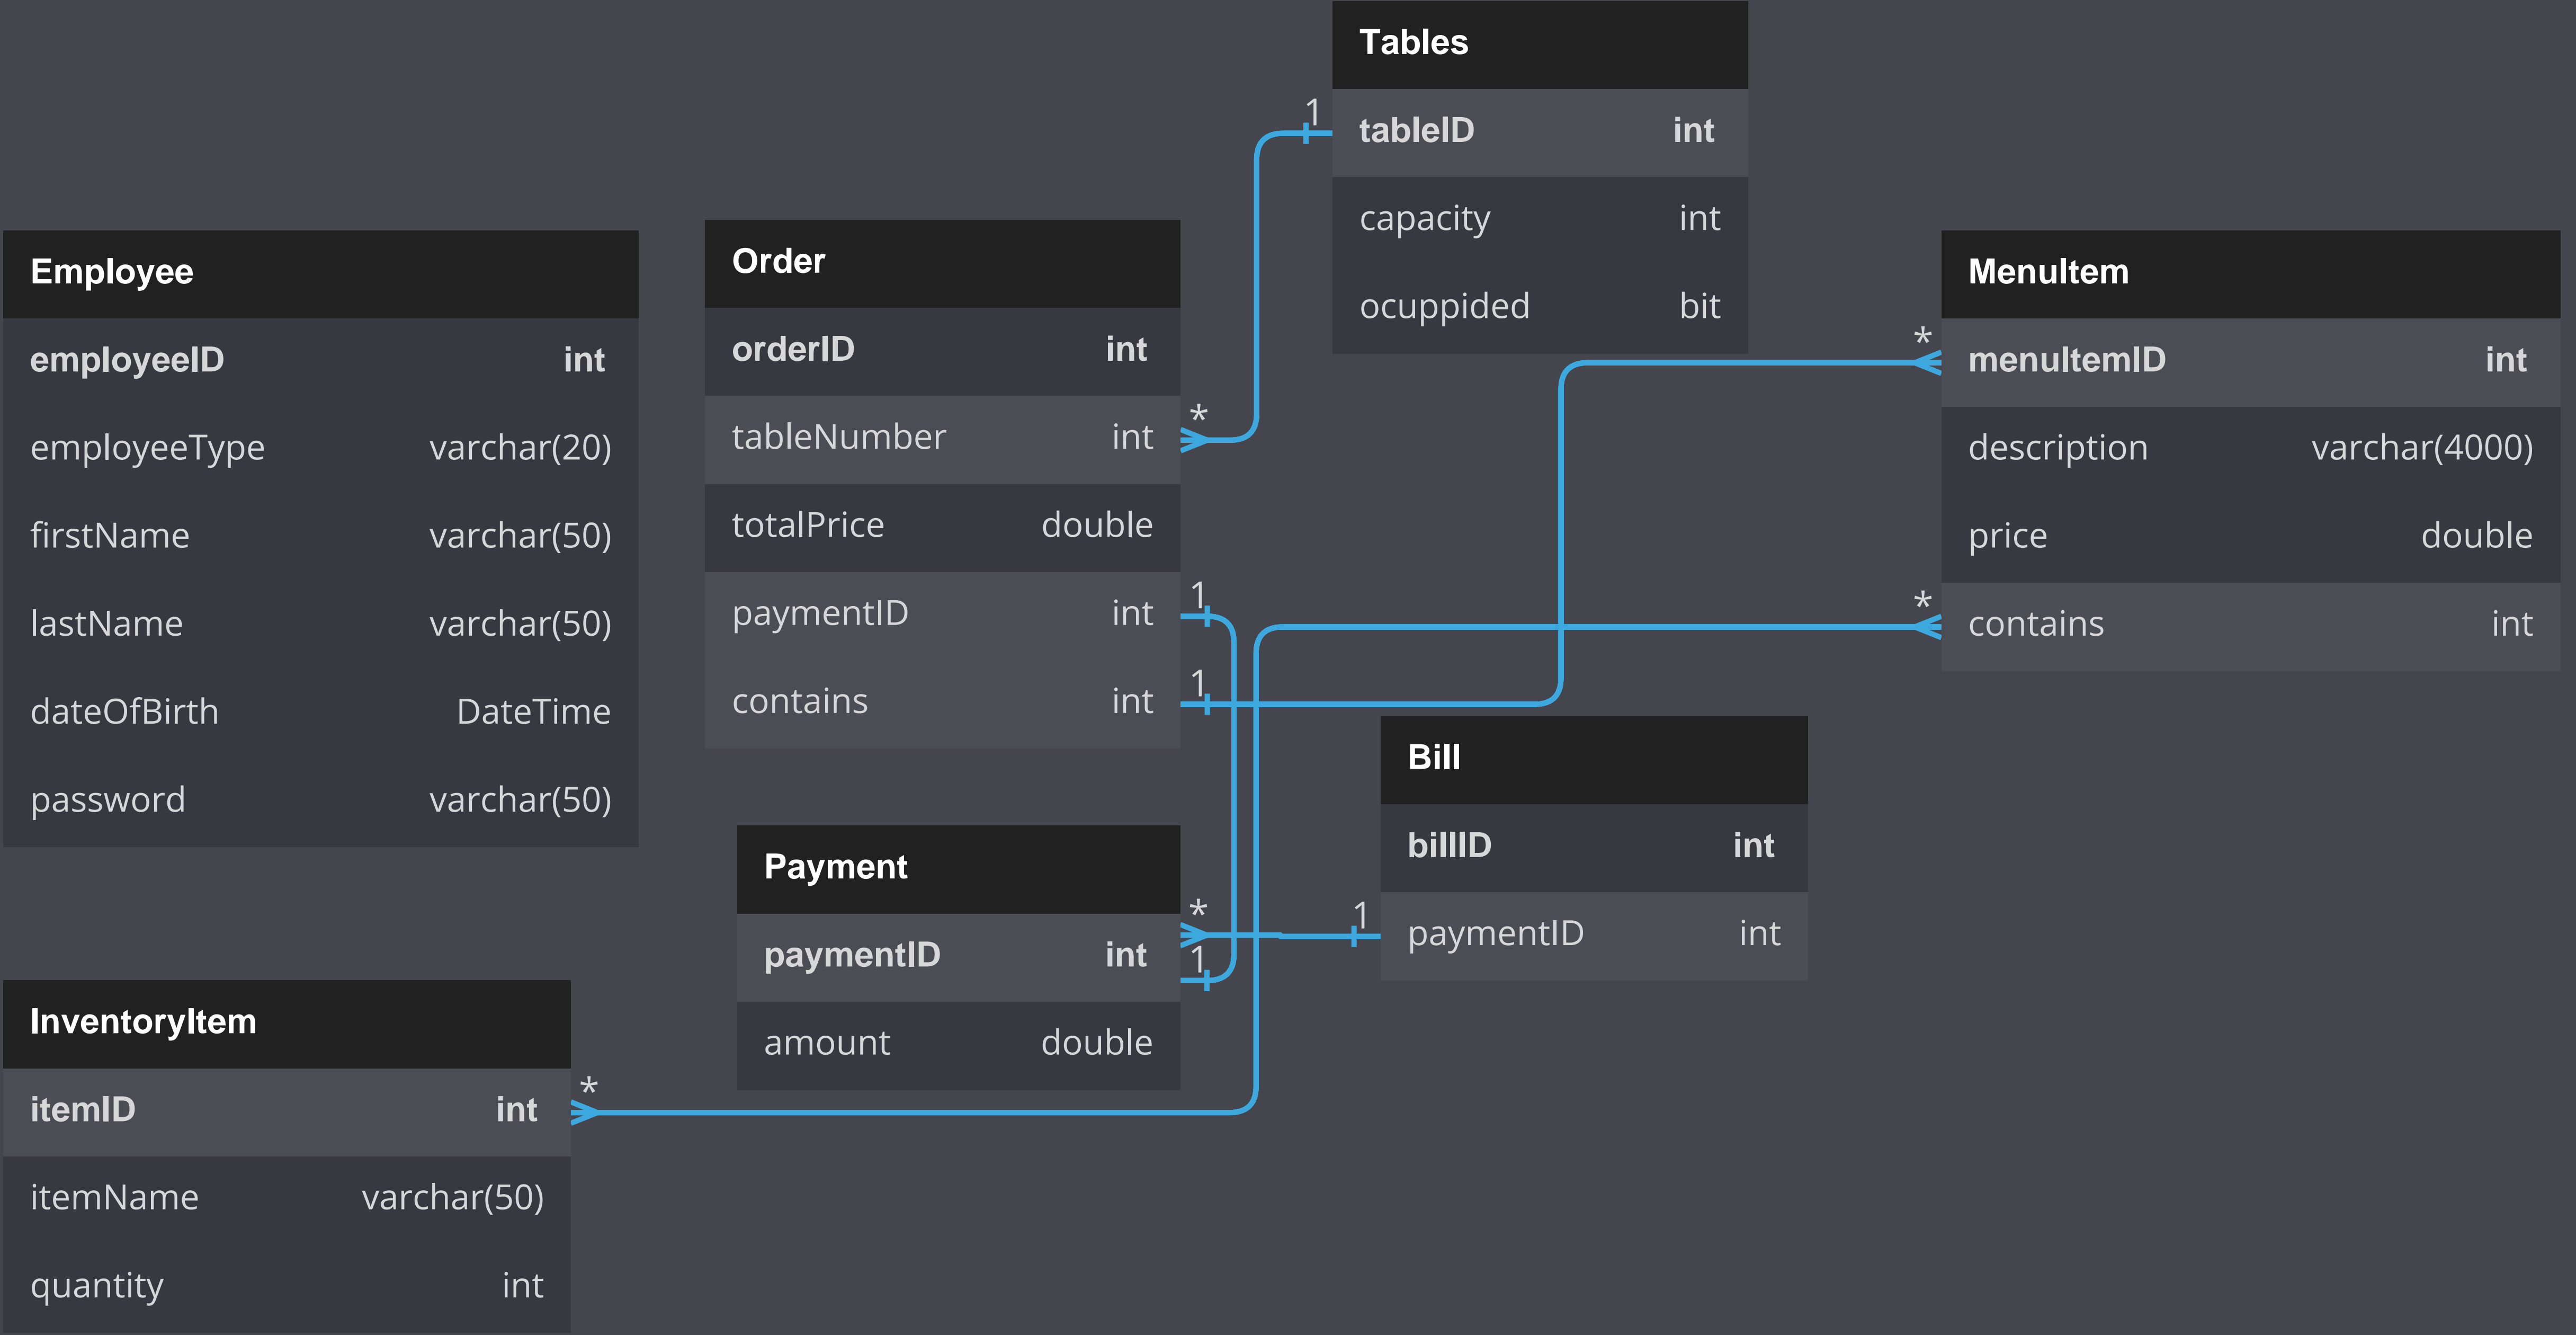 Tables
tableID int
capacity int
ocuppided bit
1
Employee
employeeID int
employeeType varchar(20)
firstName varchar(50)
lastName varchar(50)
dateOfBirth DateTime
password varchar(50)
Order
orderID int
tableNumber int
totalPrice double
paymentID int
contains int
*
1
1
MenuItem
menuItemID int
description varchar(4000)
price double
contains int
*
*
Bill
billID int
paymentID int
1
Payment
paymentID int
amount double
*
1
InventoryItem
itemID int
itemName varchar(50)
quantity int
*